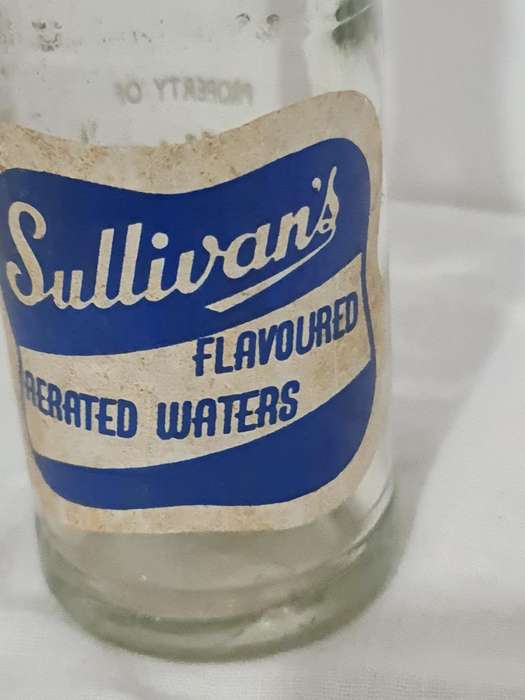 PROPERTY OF
Sullivan's
FLAVOURED
AERATED WATERS